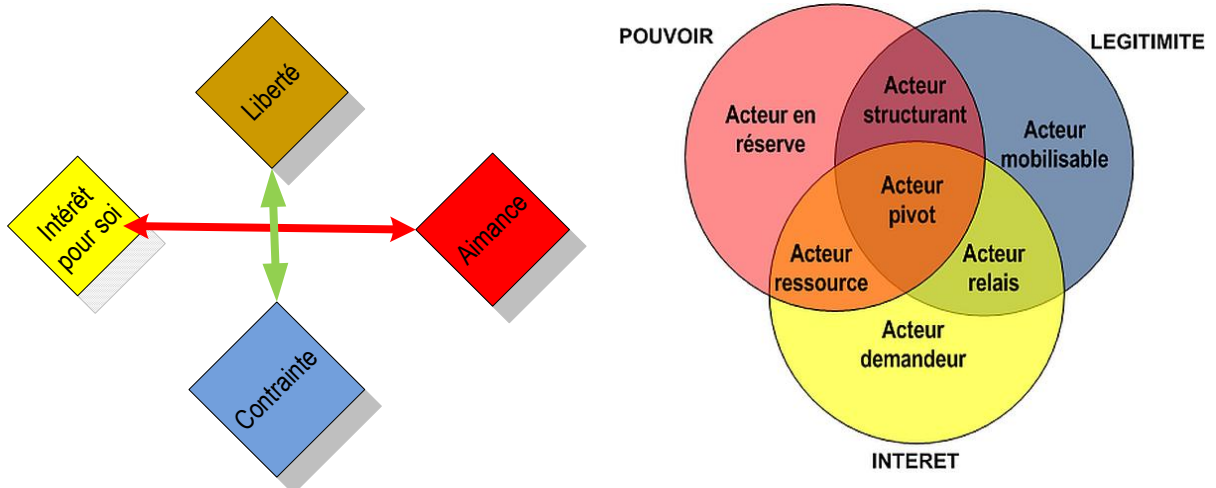 Liberté
Intérêt
pour soi
Aimance
Contrainte
POUVOIR
LEGITIMITE
Acteur en
réserve
Acteur
structurant
Acteur
mobilisable
Acteur
pivot
Acteur
ressource
Acteur
relais
Acteur
demandeur
INTERET